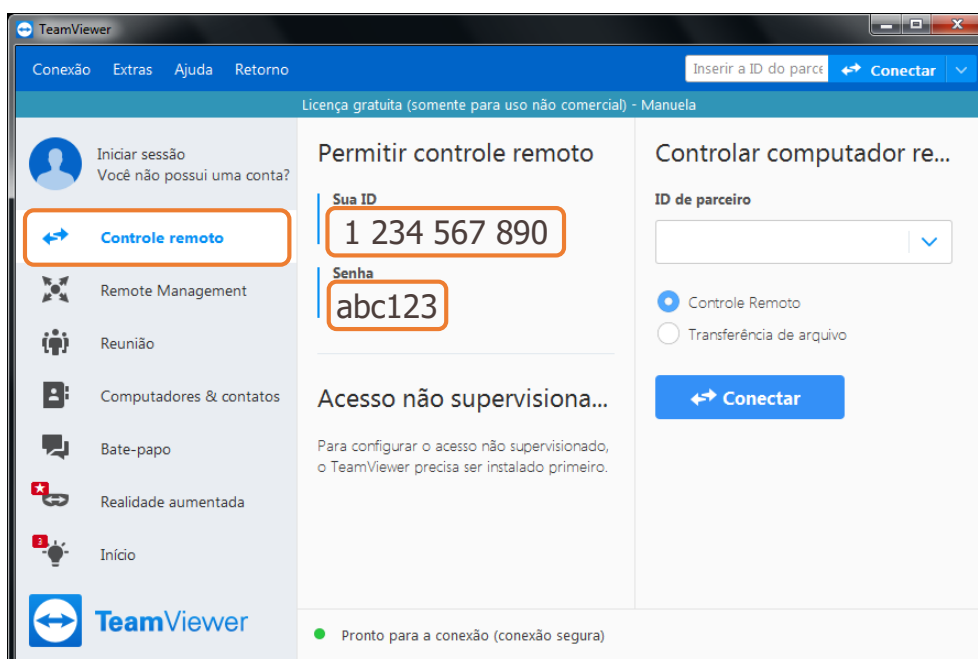 TeamViewer
Conexão Extras Ajuda Retorno
Inserir a ID do parce
Conectar
Licença gratuita (somente para uso não comercial) - Manuela
Iniciar sessão
Você não possui uma conta?
Controle remoto
Remote Management
Reunião
Computadores & contatos
Bate-papo
Realidade aumentada
3
Início
TeamViewer
Permitir controle remoto
Sua ID
1 234 567 890
Senha
abc123
Acesso não supervisiona...
Para configurar o acesso não supervisionado,
o TeamViewer precisa ser instalado primeiro.
Controlar computador re...
ID de parceiro
Controle Remoto
Transferência de arquivo
Conectar
Pronto para a conexão (conexão segura)